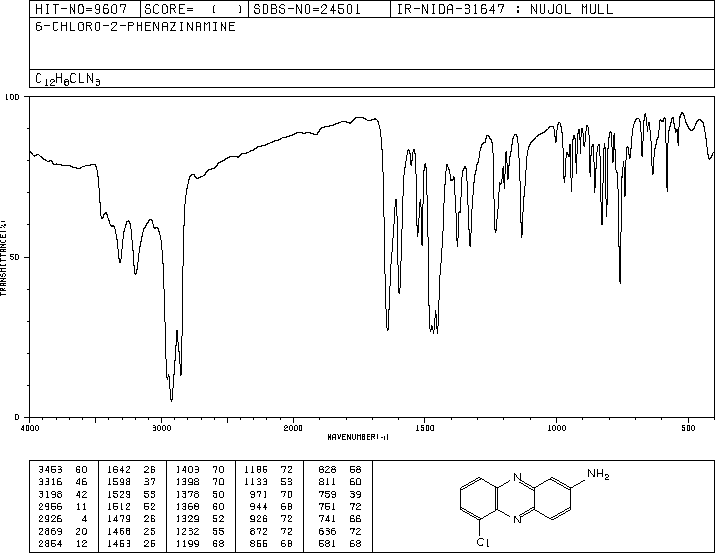 HIT-NO=9607 SCORE= ( ) SDBS-NO=24501 IR-NIDA-31647 : NUJOL MULL
6-CHLORO-2-PHENAZINAMINE
C12H8CLN3
100
50
0
TRANSMITTANCE(%)
4000 3000 2000 1500 1000 500
WAVENUMBER(-1)
3453 60 1642 26 1403 70 1186 72 828 58
3316 46 1598 37 1398 70 1133 53 811 60
3198 42 1529 55 1378 50 971 70 759 39
2956 11 1512 52 1368 60 944 68 751 72
2926 4 1479 26 1329 52 926 72 741 66
2869 20 1468 25 1232 55 872 72 636 72
2854 12 1453 26 1199 68 856 68 581 68
N
NH2
N
Cl